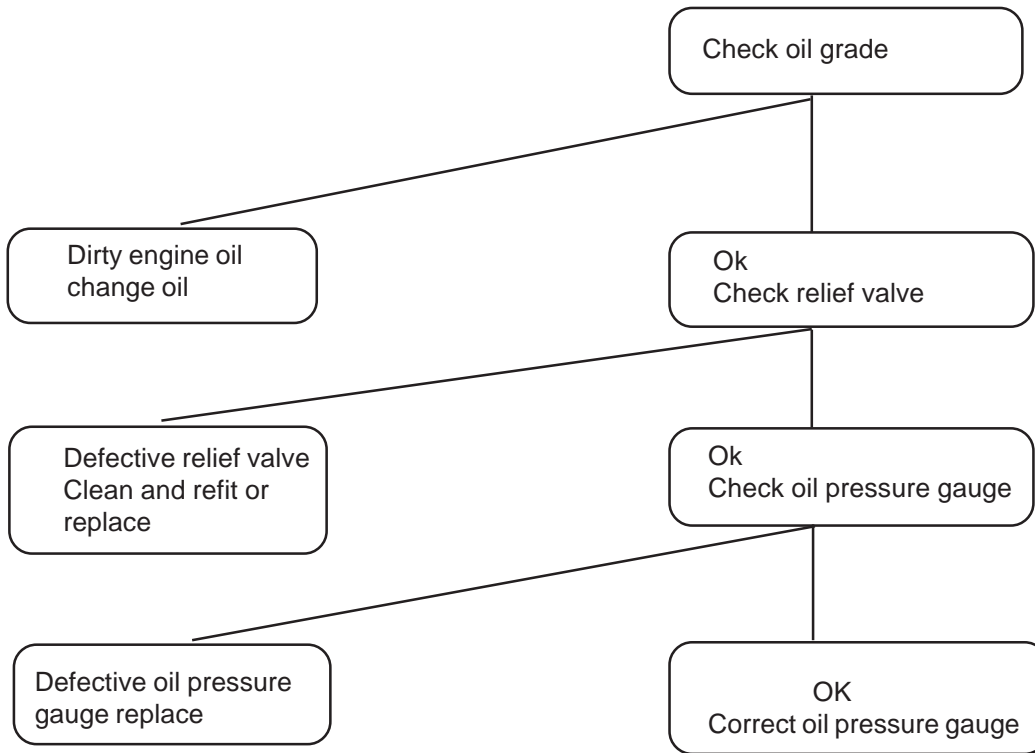 Check oil grade
Dirty engine oil
change oil
Ok
Check relief valve
Defective relief valve
Clean and refit or
replace
Ok
Check oil pressure gauge
Defective oil pressure
gauge replace
OK
Correct oil pressure gauge